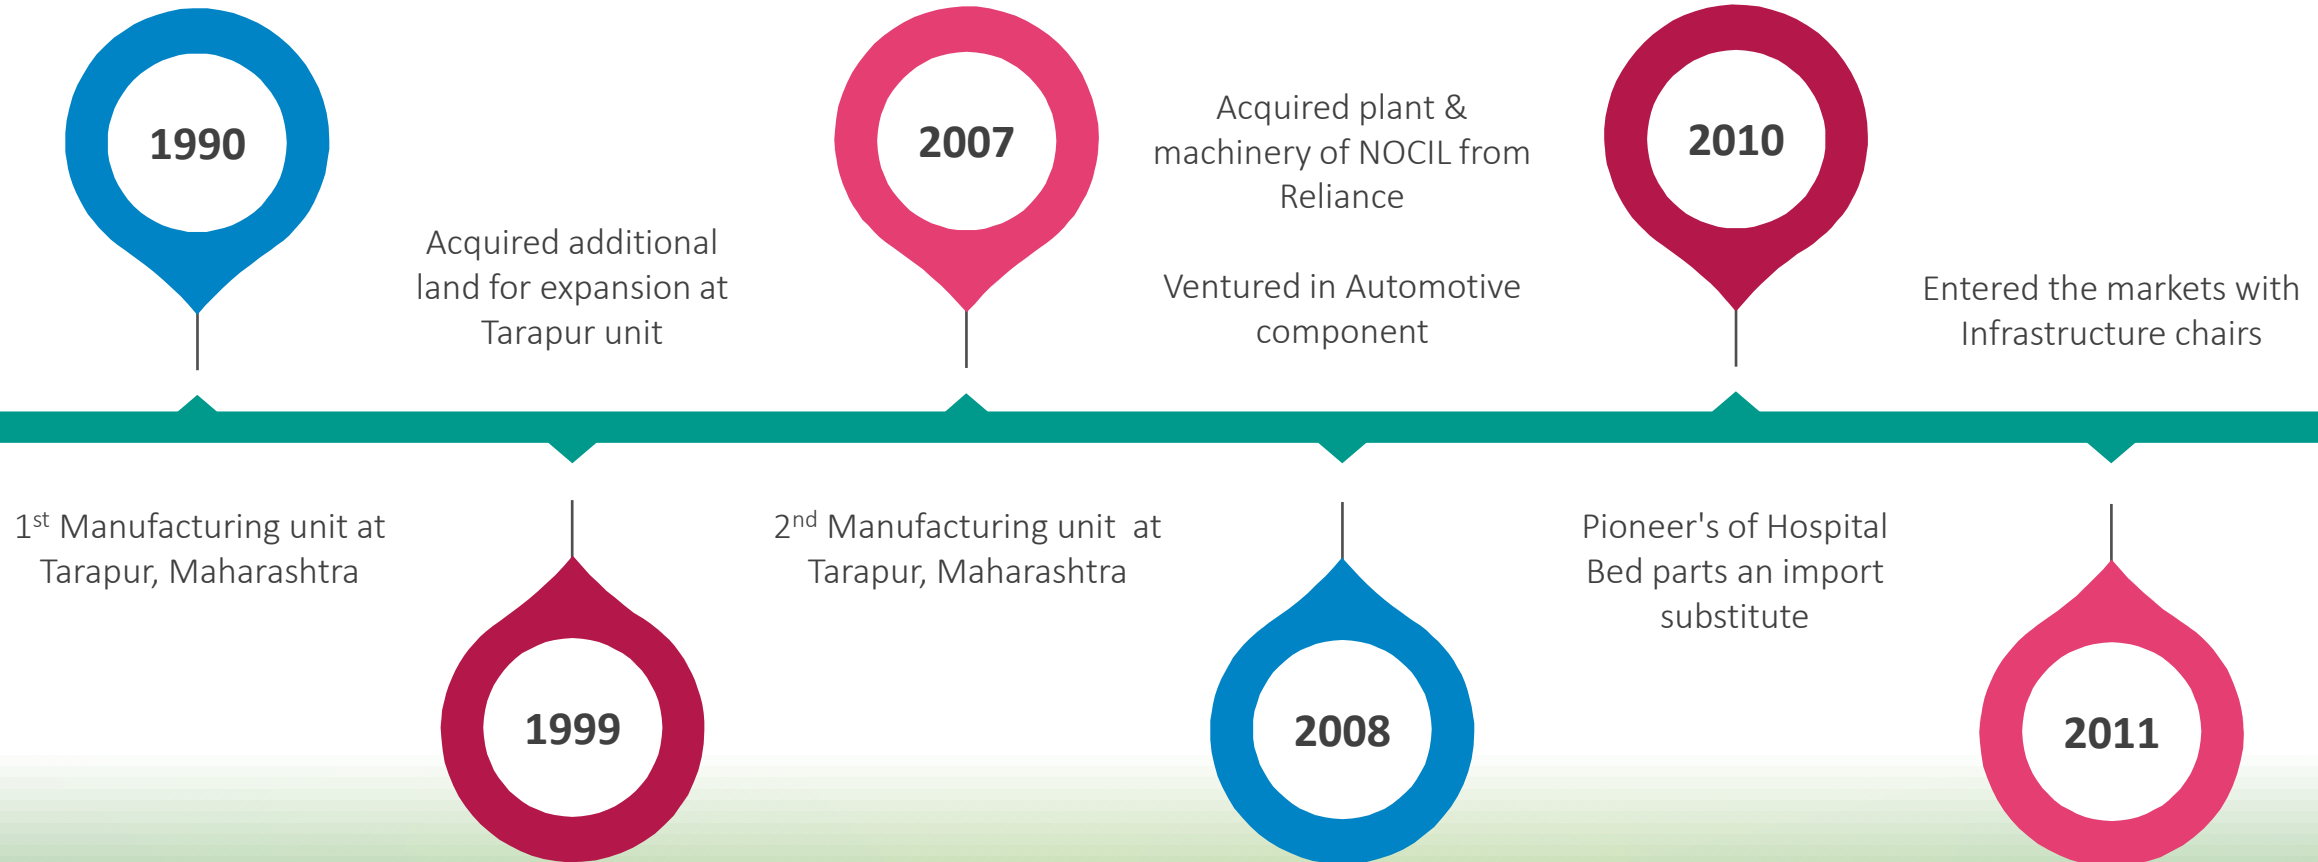 1990
1st Manufacturing unit at
Tarapur, Maharashtra
Acquired additional
land for expansion at
Tarapur unit
1999
2007
2nd Manufacturing unit at
Tarapur, Maharashtra
Acquired plant &
machinery of NOCIL from
Reliance
Ventured in Automotive
component
2008
2010
Pioneer's of Hospital
Bed parts an import
substitute
Entered the markets with
Infrastructure chairs
2011